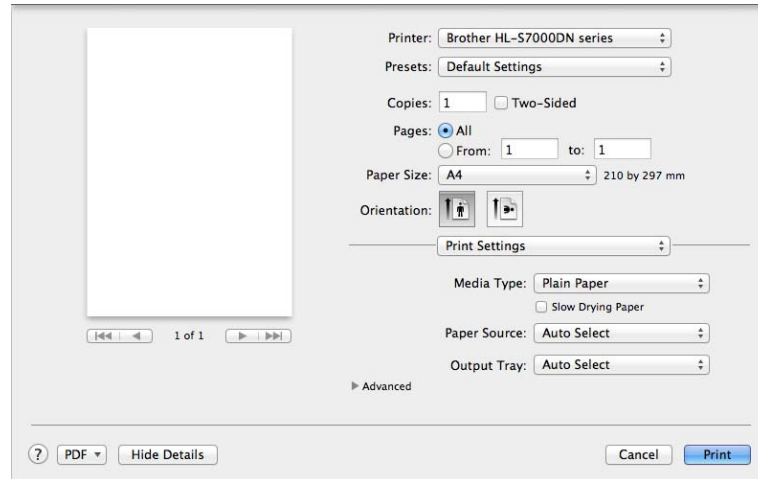 Printer: Brother HL-S7000DN series
Presets: Default Settings
Copies: 1 Two-Sided
Pages: All
From: 1 to: 1
Paper Size: A4 210 by 297 mm
Orientation:
Print Settings
Media Type: Plain Paper
Slow Drying Paper
1 of 1
Paper Source: Auto Select
Output Tray: Auto Select
Advanced
? PDF Hide Details Cancel Print